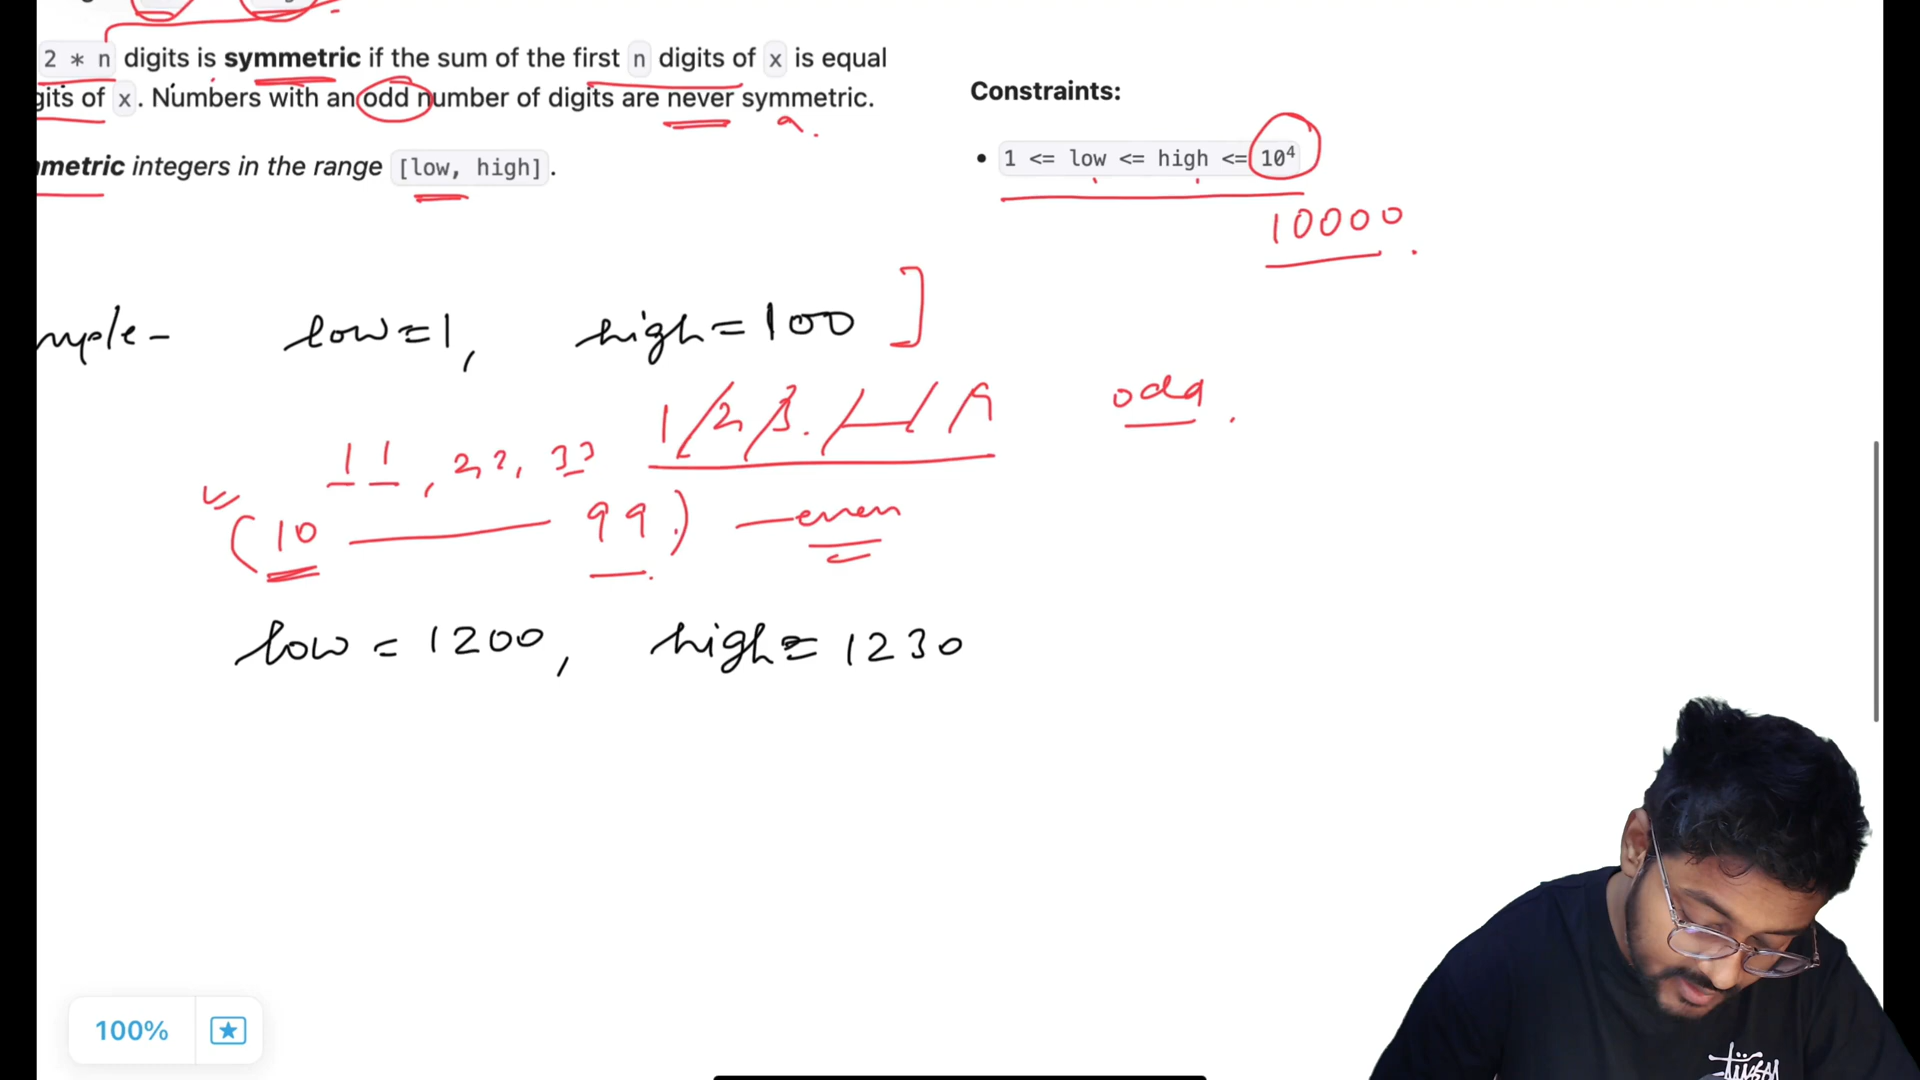 2 * n digits is symmetric if the sum of the first n digits of x is equal
gits of x. Numbers with an odd number of digits are never symmetric.
mmetric integers in the range [low, high].
Constraints:
• 1 <= low <= high <= 10⁴
10000
mple - low = 1, high = 100 ]
1 / 2 / 3 . / — / 9 odd .
11, 22, 33
(10 —— 99.) — even
low = 1200, high = 1230
100%